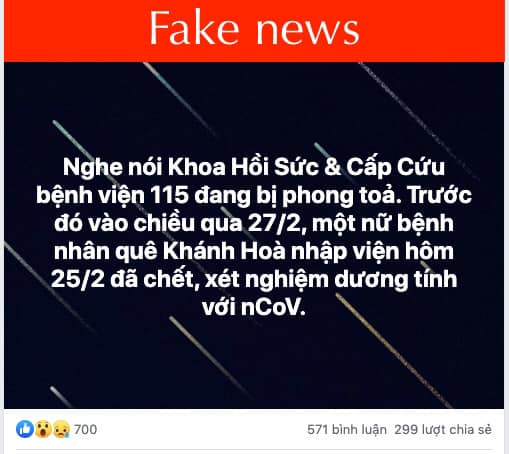 Fake news
Nghe nói Khoa Hồi Sức & Cấp Cứu
bệnh viện 115 đang bị phong toả. Trước
đó vào chiều qua 27/2, một nữ bệnh
nhân quê Khánh Hoà nhập viện hôm
25/2 đã chết, xét nghiệm dương tính
với nCoV.
700 571 bình luận 299 lượt chia sẻ